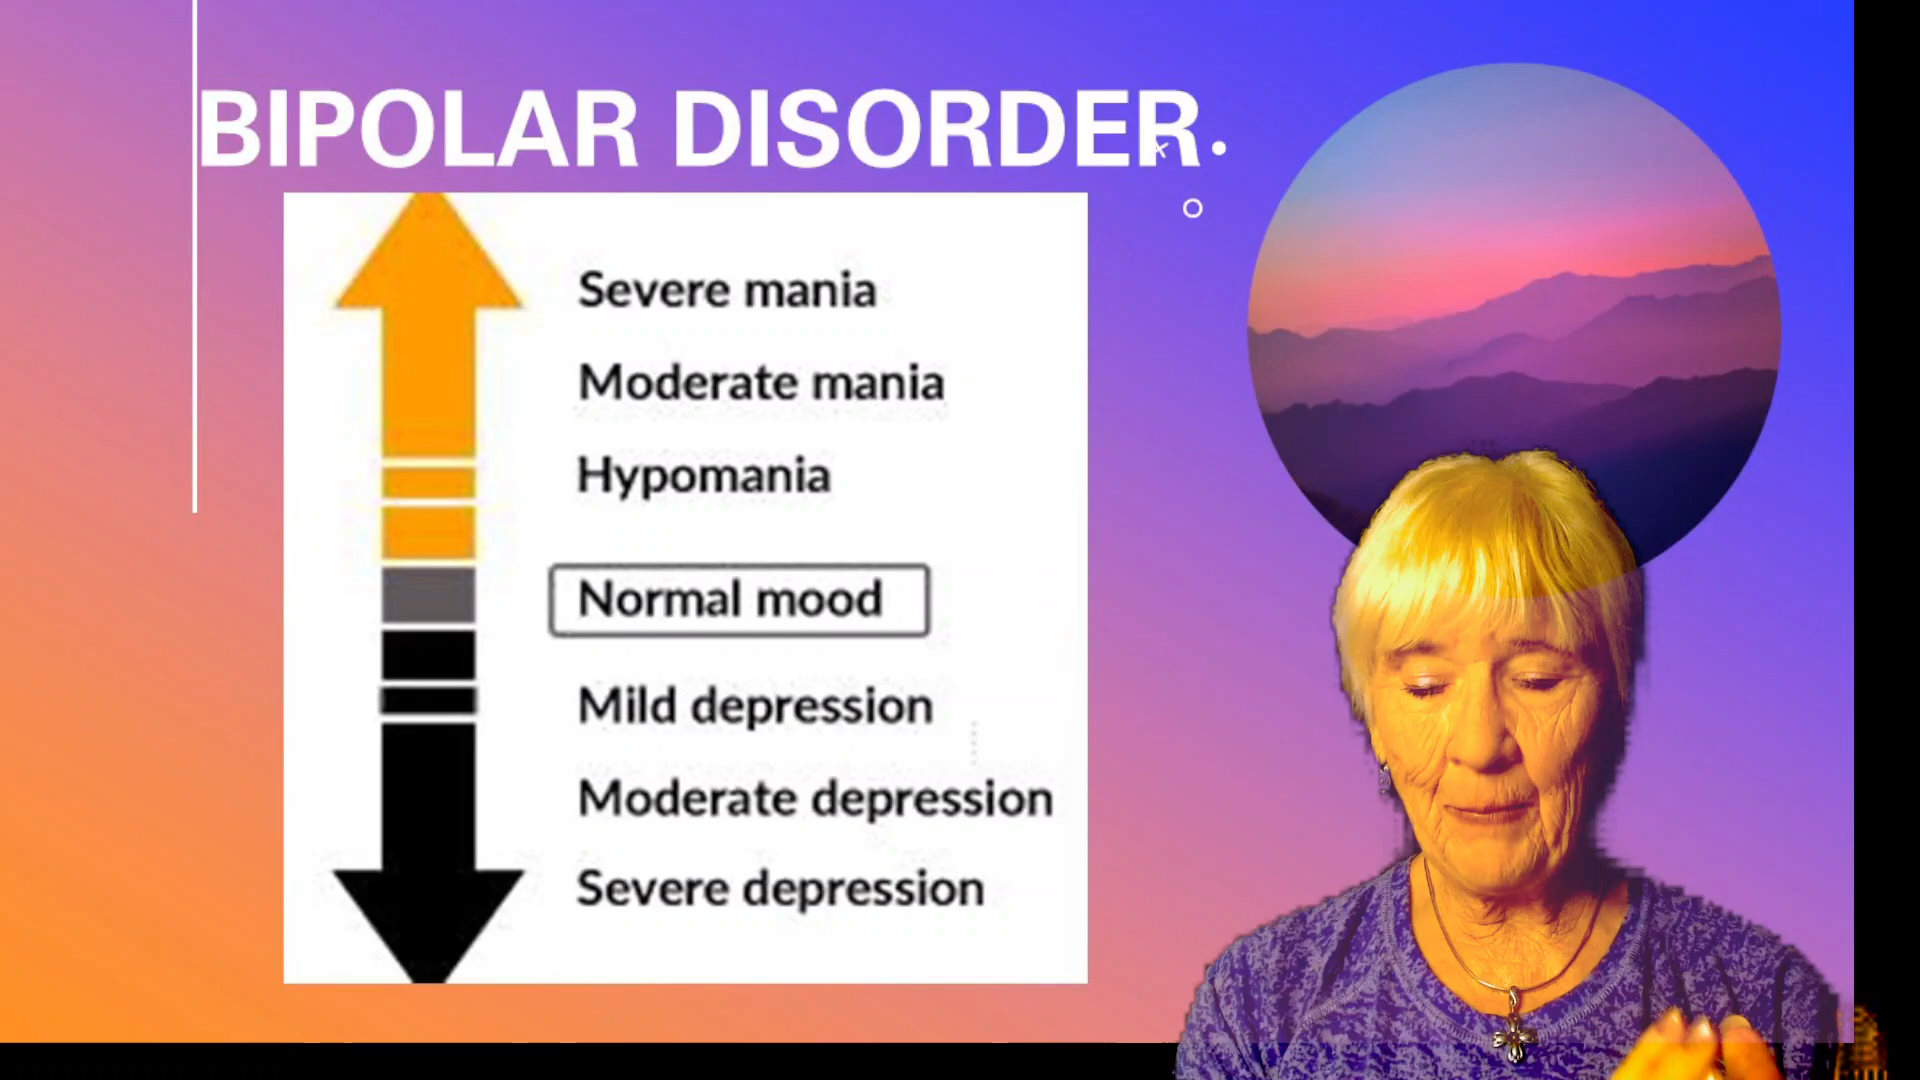 BIPOLAR DISORDER
Severe mania
Moderate mania
Hypomania
Normal mood
Mild depression
Moderate depression
Severe depression